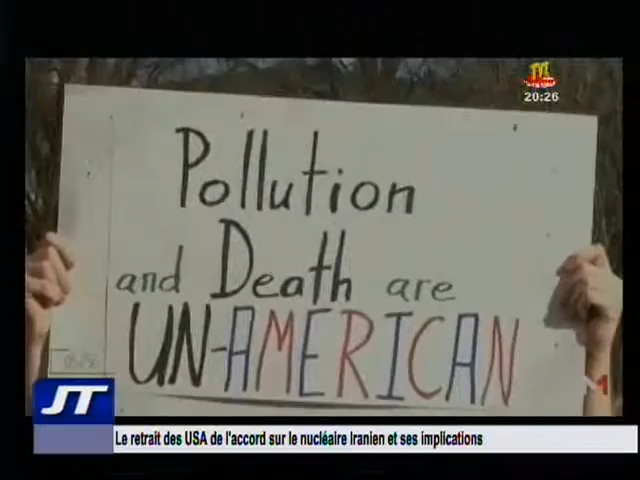 20:26
Pollution
and Death are
UN-AMERICAN
JT
Le retrait des USA de l'accord sur le nucléaire Iranien et ses implications